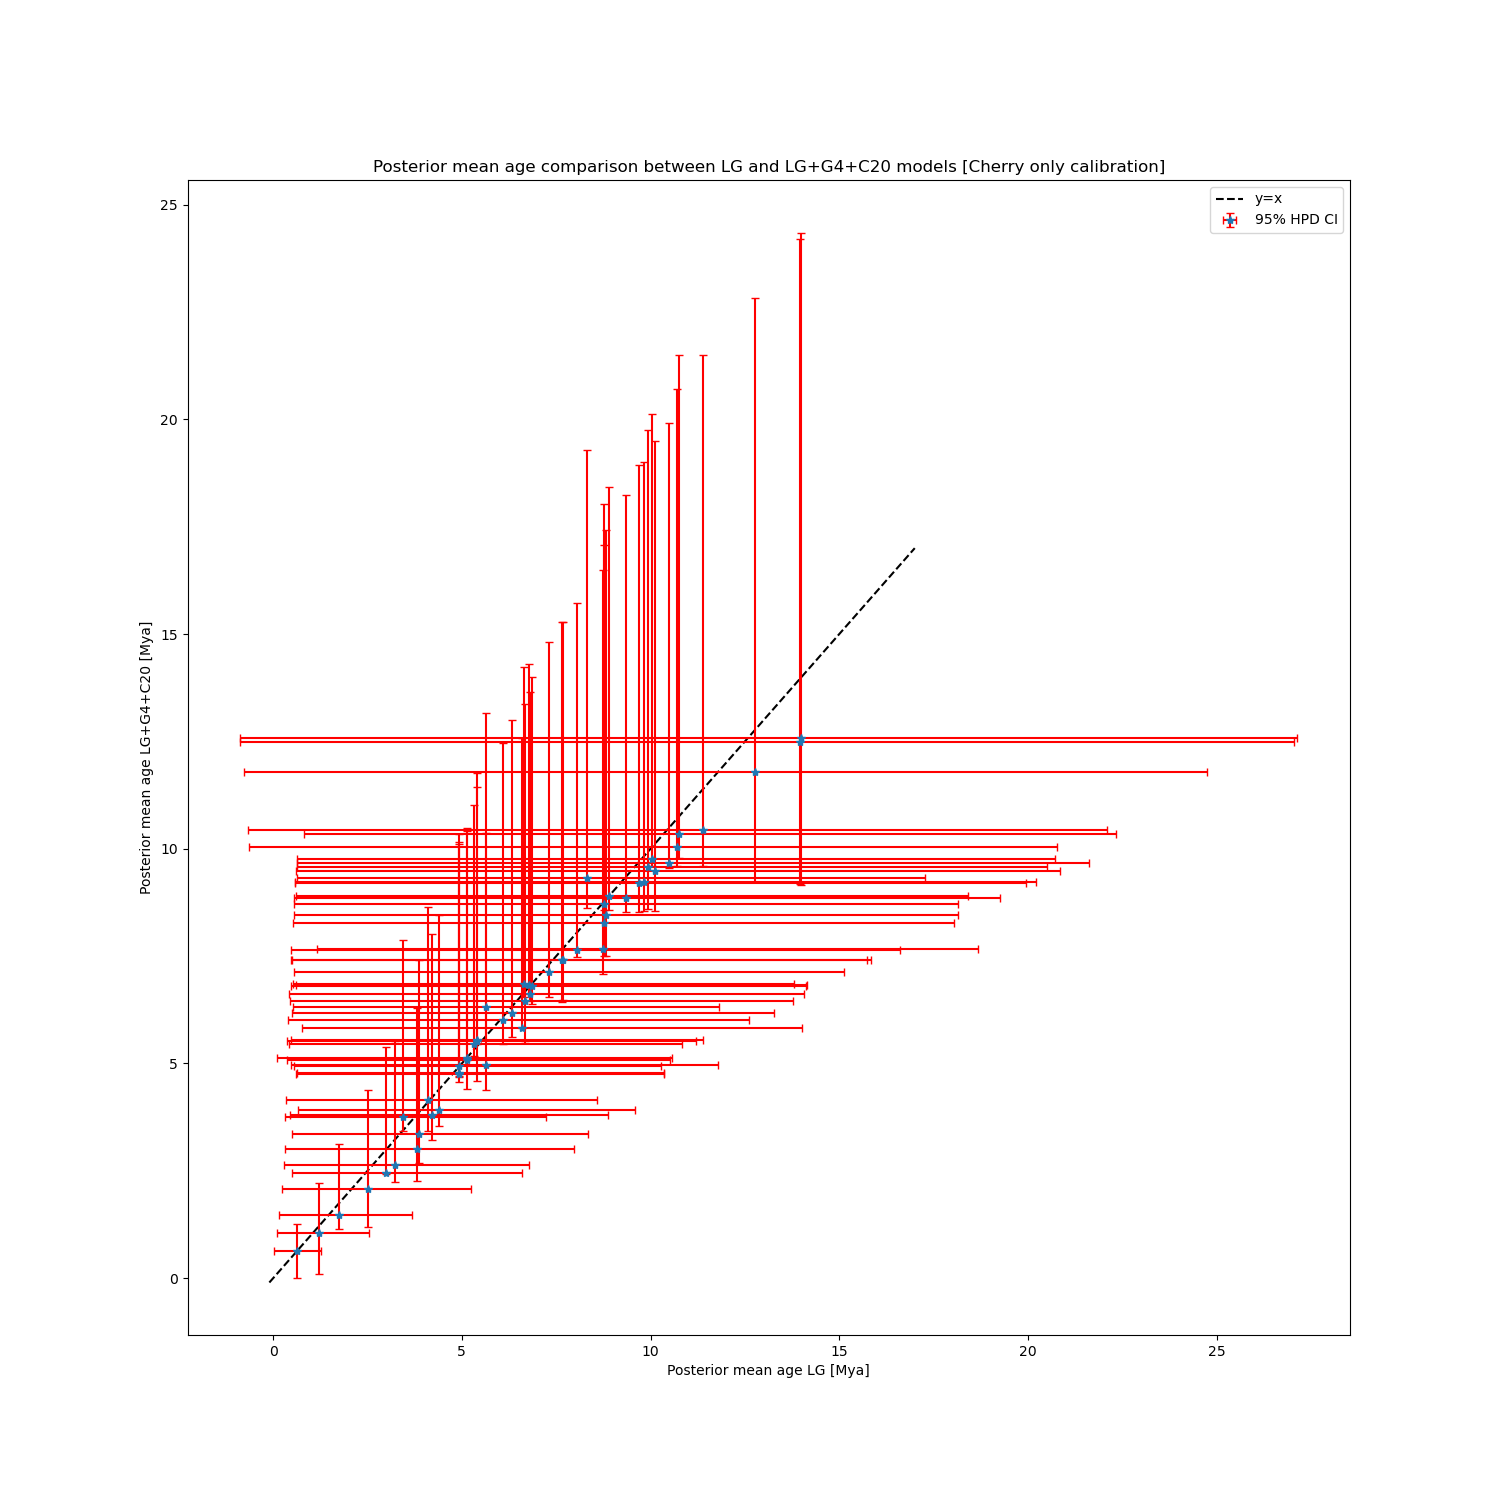 Posterior mean age comparison between LG and LG+G4+C20 models [Cherry only calibration]
y=x
95% HPD CI
25
20
15
10
5
0
Posterior mean age LG+G4+C20 [Mya]
0 5 10 15 20 25
Posterior mean age LG [Mya]